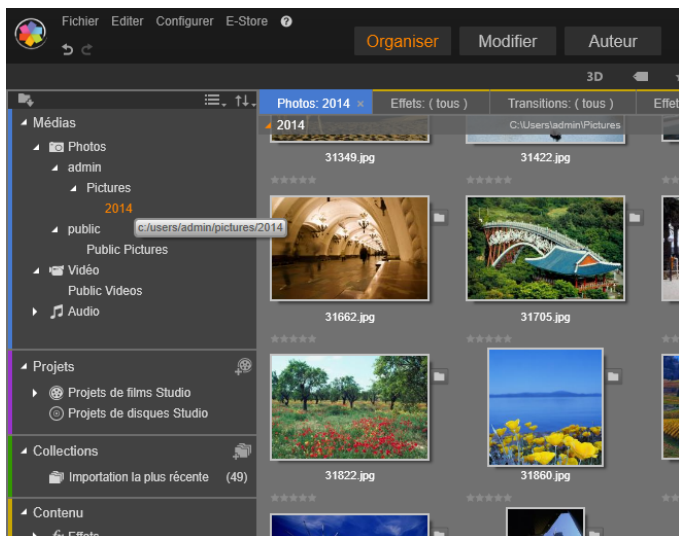 Fichier Editer Configurer E-Store ?
Organiser Modifier Auteur
3D
Photos: 2014 × Effets: ( tous ) Transitions: ( tous ) Effet
2014 C:\Users\admin\Pictures
Médias
Photos
admin
Pictures
2014
c:/users/admin/pictures/2014
public
Public Pictures
Vidéo
Public Videos
Audio
Projets
Projets de films Studio
Projets de disques Studio
Collections
Importation la plus récente (49)
Contenu
Effets
31349.jpg 31422.jpg
31662.jpg 31705.jpg
31822.jpg 31860.jpg